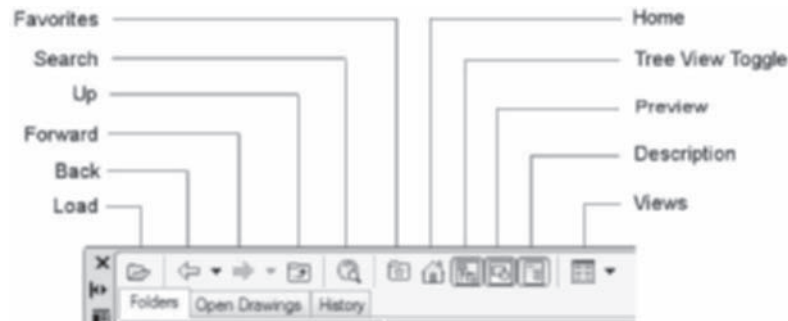 Favorites
Home
Search
Tree View Toggle
Up
Preview
Forward
Description
Back
Load
Views
Folders Open Drawings History